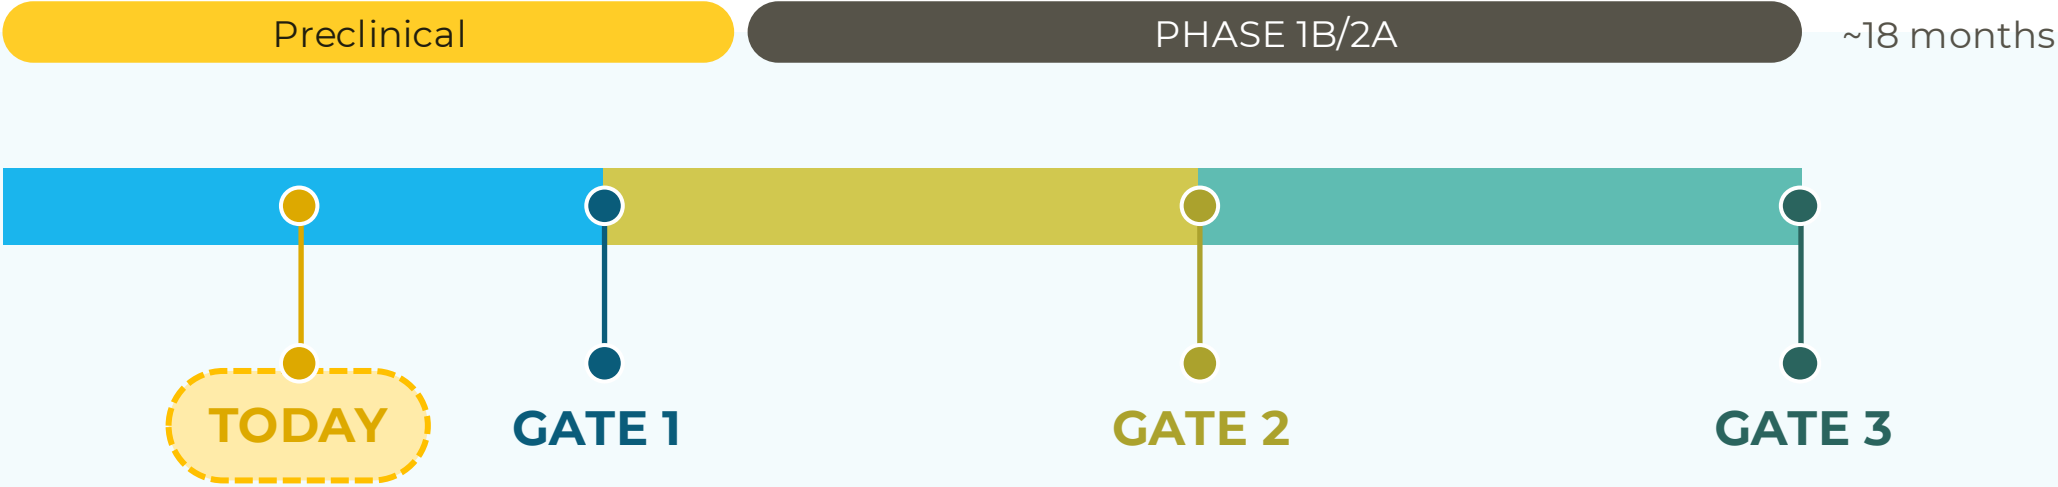 Preclinical
PHASE 1B/2A
~18 months
TODAY
GATE 1
GATE 2
GATE 3